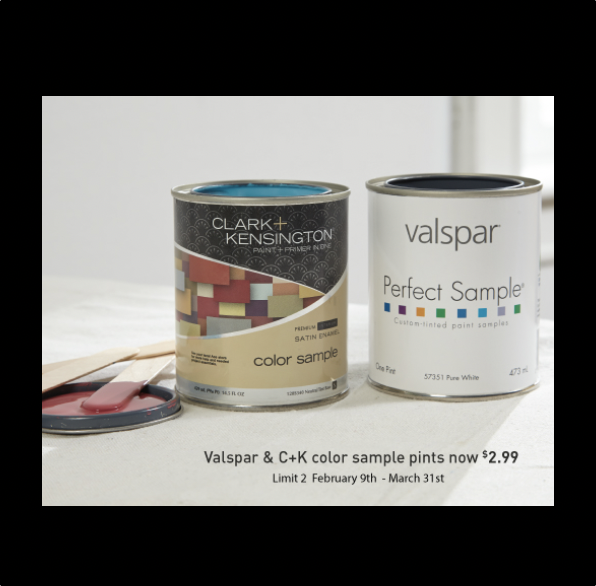 CLARK+
KENSINGTON
PAINT + PRIMER IN ONE
PREMIUM
SATIN ENAMEL
color sample
valspar
Perfect Sample®
Custom-tinted paint samples
One Pint
57351 Pure White
473 mL
Valspar & C+K color sample pints now $2.99
Limit 2 February 9th - March 31st